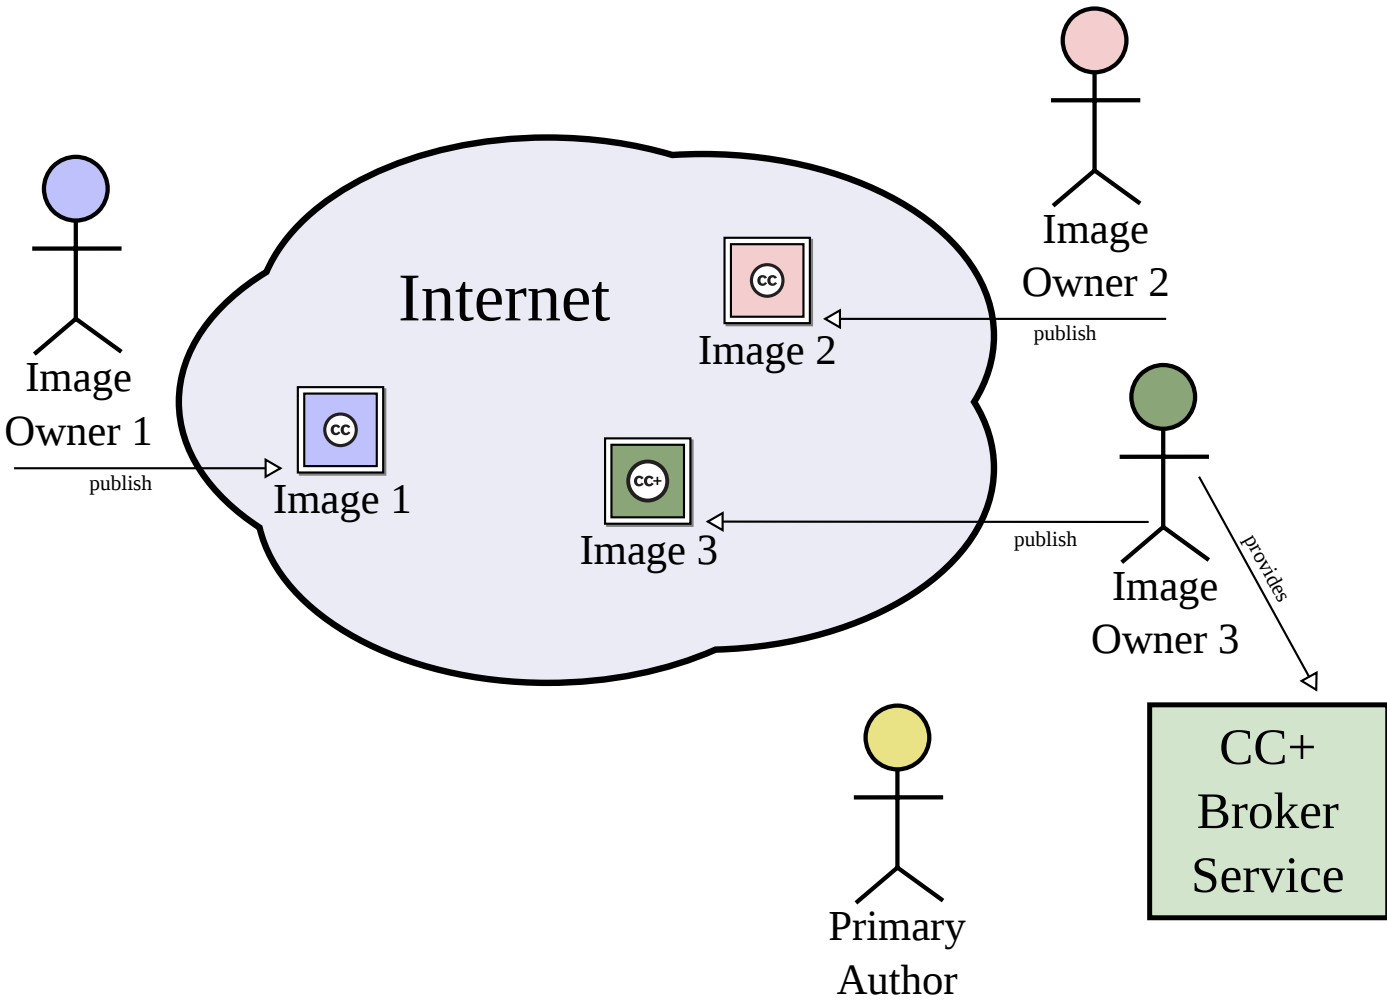 Image
Owner 2
publish
Internet
CC
Image 2
Image
Owner 1
publish
CC
Image 1
CC+
Image 3
publish
Image
Owner 3
provides
CC+
Broker
Service
Primary
Author